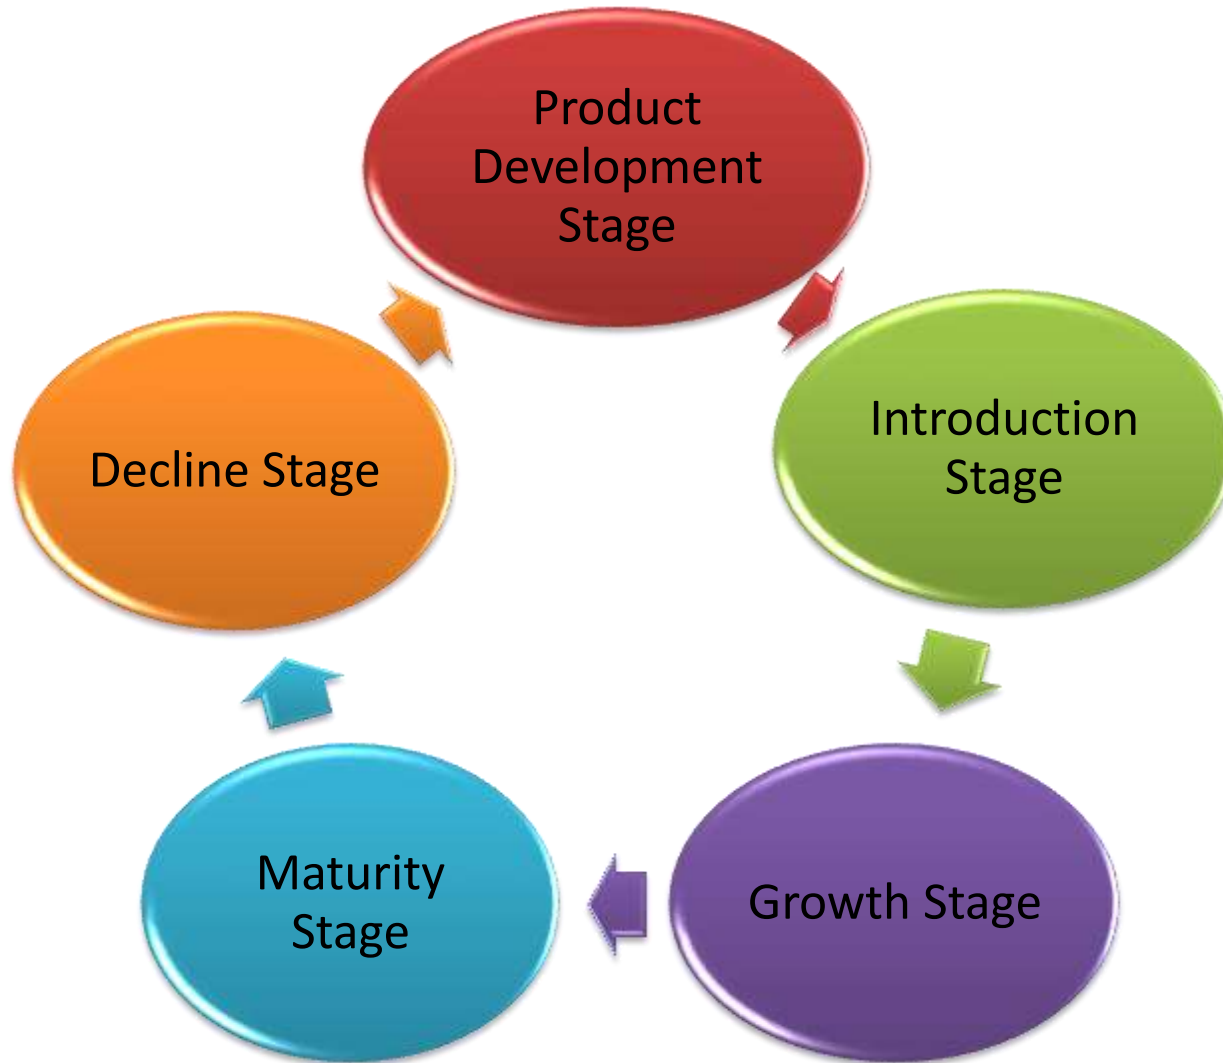 Product
Development
Stage
Introduction
Stage
Growth Stage
Maturity
Stage
Decline Stage